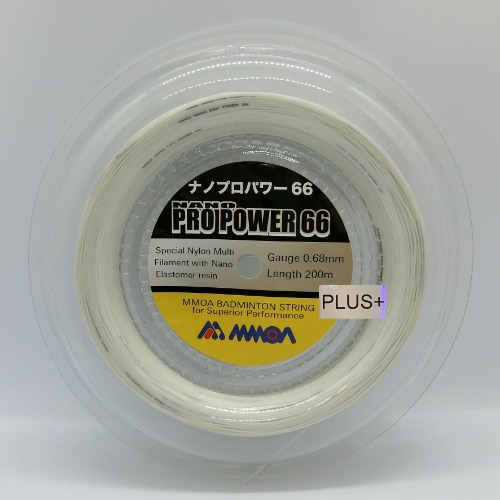 ナノプロパワー 66
NANO
PRO POWER 66
Special Nylon Multi
Filament with Nano
Elastomer resin
Gauge 0.68mm
Length 200m
PLUS+
MMOA BADMINTON STRING
for Superior Performance
MMOA